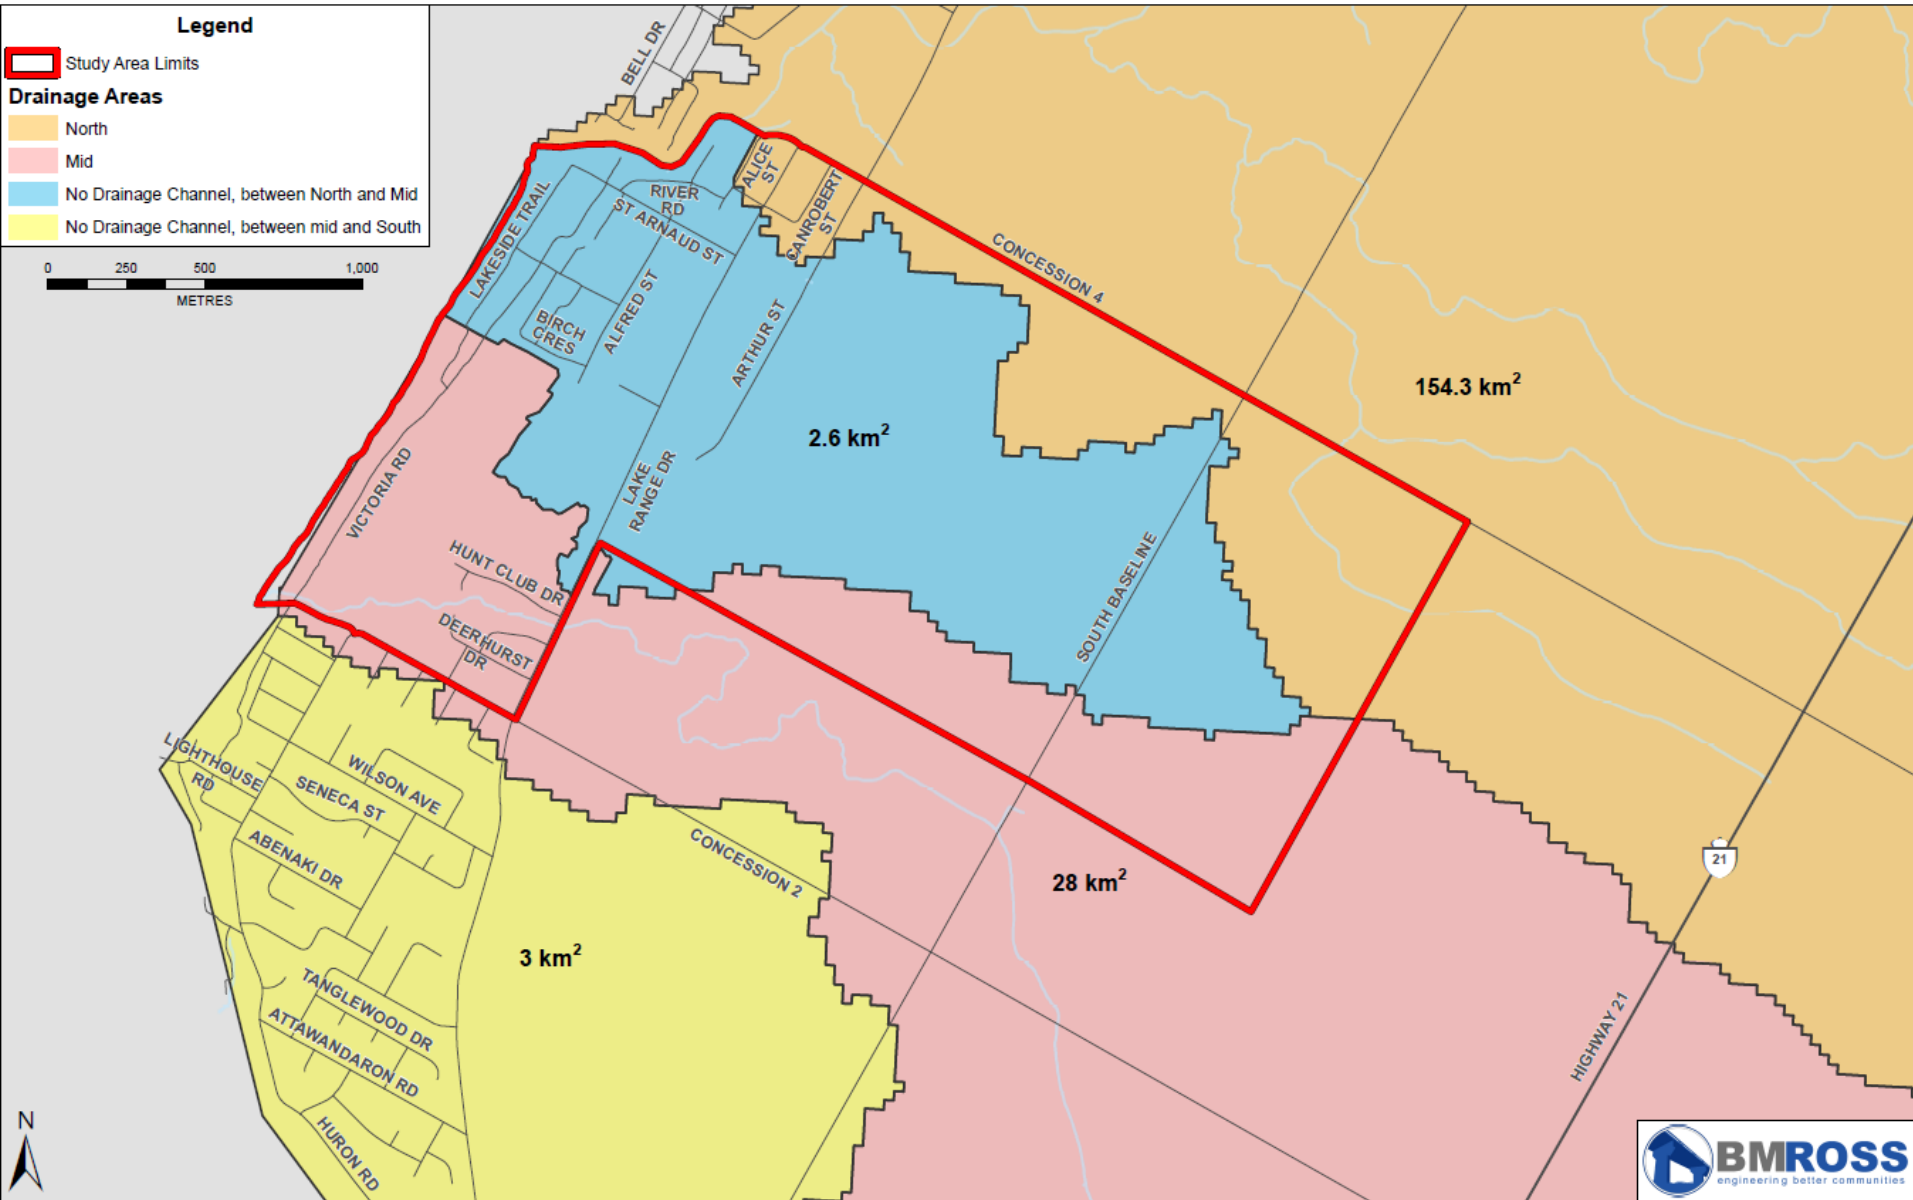 Legend
Study Area Limits
Drainage Areas
North
Mid
No Drainage Channel, between North and Mid
No Drainage Channel, between mid and South
0 250 500 1,000
METRES
BELL DR
ALICE
ST
CANROBERT
ST
RIVER
RD
ST ARNAUD ST
LAKESIDE TRAIL
CONCESSION 4
ALFRED ST
BIRCH
CRES
ARTHUR ST
154.3 km²
2.6 km²
LAKE
RANGE DR
VICTORIA RD
HUNT CLUB DR
SOUTH BASELINE
DEERHURST
DR
LIGHTHOUSE
RD
WILSON AVE
SENECA ST
ABENAKI DR
CONCESSION 2
28 km²
21
3 km²
TANGLEWOOD DR
ATTAWANDARON RD
HIGHWAY 21
HURON RD
N
BMROSS
engineering better communities